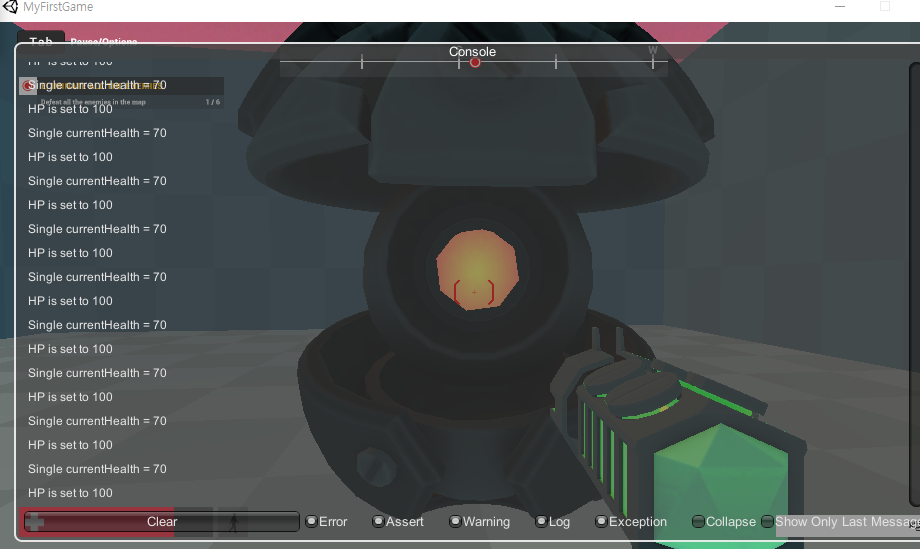 MyFirstGame
Tab Pause/Options
Console
W
HP is set to 100
Single currentHealth = 70
Defeat all the enemies in the map 1 / 6
HP is set to 100
Single currentHealth = 70
HP is set to 100
Single currentHealth = 70
HP is set to 100
Single currentHealth = 70
HP is set to 100
Single currentHealth = 70
HP is set to 100
Single currentHealth = 70
HP is set to 100
Single currentHealth = 70
HP is set to 100
Single currentHealth = 70
HP is set to 100
Single currentHealth = 70
HP is set to 100
Clear
Error
Assert
Warning
Log
Exception
Collapse
Show Only Last Message